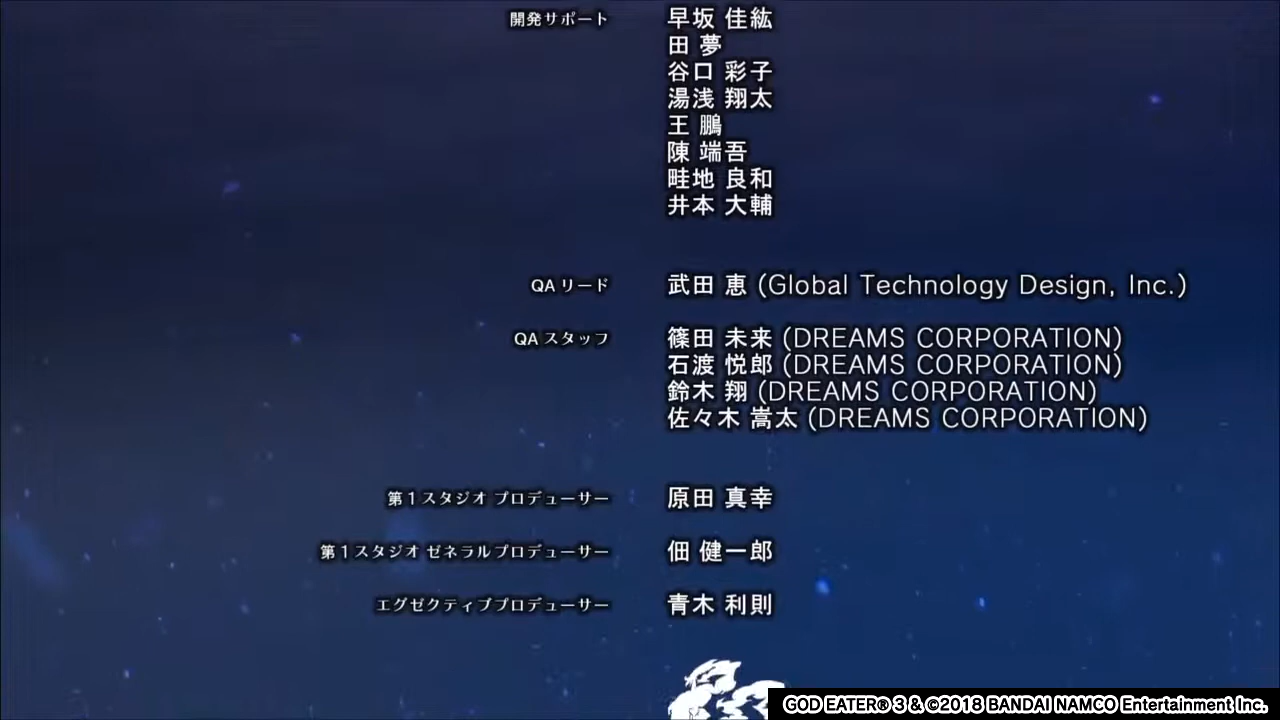 開発サポート 早坂 佳紘
田 夢
谷口 彩子
湯浅 翔太
王 鵬
陳 端吾
畦地 良和
井本 大輔
QA リード 武田 恵 (Global Technology Design, Inc.)
QA スタッフ 篠田 未来 (DREAMS CORPORATION)
石渡 悦郎 (DREAMS CORPORATION)
鈴木 翔 (DREAMS CORPORATION)
佐々木 嵩太 (DREAMS CORPORATION)
第1スタジオ プロデューサー 原田 真幸
第1スタジオ ゼネラルプロデューサー 佃 健一郎
エグゼクティブプロデューサー 青木 利則
GOD EATER® 3 & ©2018 BANDAI NAMCO Entertainment Inc.